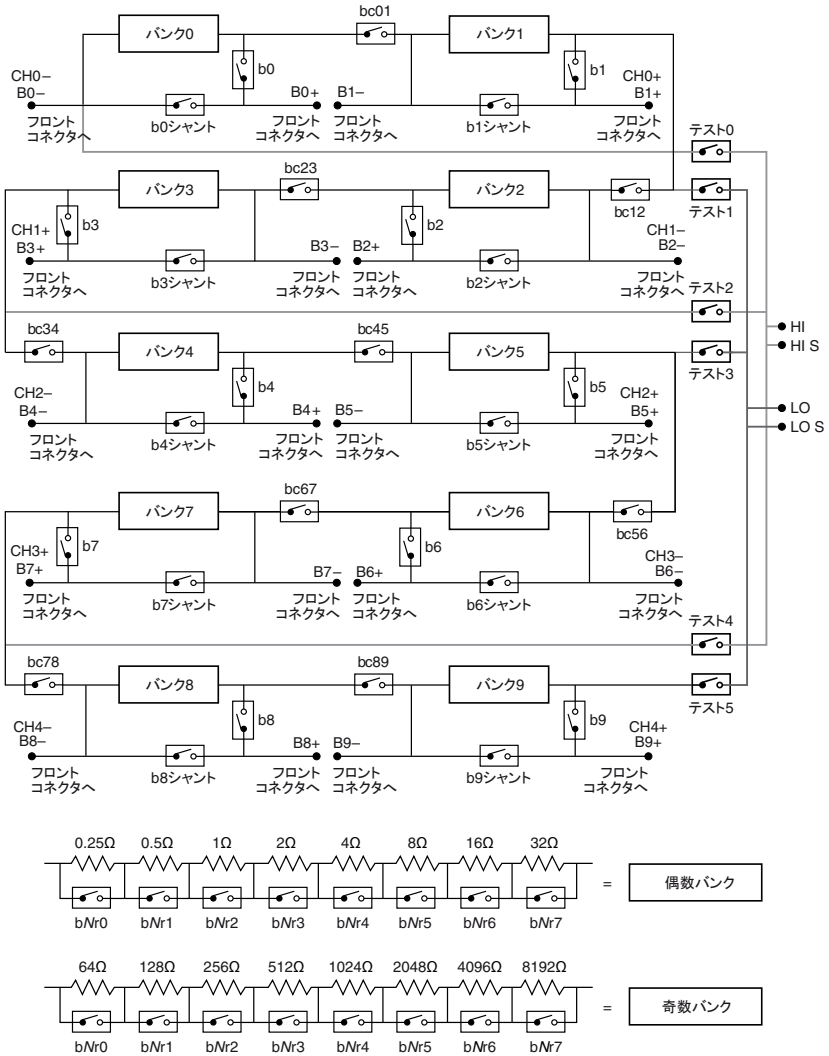 bc01
バンク0
バンク1
b0
b1
CH0−
B0−
B0+
B1−
CH0+
B1+
フロント
コネクタへ
b0シャント
フロント
コネクタへ
フロント
コネクタへ
b1シャント
フロント
コネクタへ
テスト0
bc23
バンク3
バンク2
bc12
テスト1
b3
b2
CH1+
B3+
B3−
B2+
CH1−
B2−
フロント
コネクタへ
b3シャント
フロント
コネクタへ
フロント
コネクタへ
b2シャント
フロント
コネクタへ
テスト2
HI
HI S
bc34
バンク4
bc45
バンク5
テスト3
b4
b5
CH2−
B4−
B4+
B5−
CH2+
B5+
LO
LO S
フロント
コネクタへ
b4シャント
フロント
コネクタへ
フロント
コネクタへ
b5シャント
フロント
コネクタへ
bc67
バンク7
バンク6
bc56
b7
b6
CH3+
B7+
B7−
B6+
CH3−
B6−
フロント
コネクタへ
b7シャント
フロント
コネクタへ
フロント
コネクタへ
b6シャント
フロント
コネクタへ
テスト4
bc78
バンク8
bc89
バンク9
テスト5
b8
b9
CH4−
B8−
B8+
B9−
CH4+
B9+
フロント
コネクタへ
b8シャント
フロント
コネクタへ
フロント
コネクタへ
b9シャント
フロント
コネクタへ
0.25Ω 0.5Ω 1Ω 2Ω 4Ω 8Ω 16Ω 32Ω
= 偶数バンク
bNr0 bNr1 bNr2 bNr3 bNr4 bNr5 bNr6 bNr7
64Ω 128Ω 256Ω 512Ω 1024Ω 2048Ω 4096Ω 8192Ω
= 奇数バンク
bNr0 bNr1 bNr2 bNr3 bNr4 bNr5 bNr6 bNr7